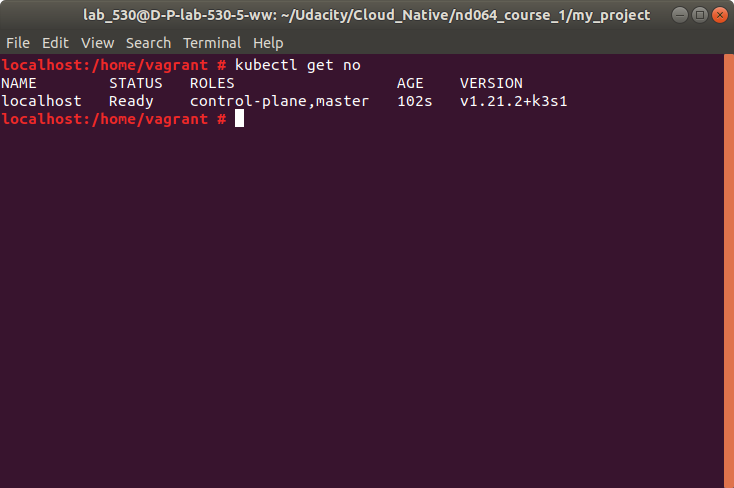 lab_530@D-P-lab-530-5-ww: ~/Udacity/Cloud_Native/nd064_course_1/my_project
File Edit View Search Terminal Help
localhost:/home/vagrant # kubectl get no
NAME        STATUS   ROLES                  AGE    VERSION
localhost   Ready    control-plane,master   102s   v1.21.2+k3s1
localhost:/home/vagrant #